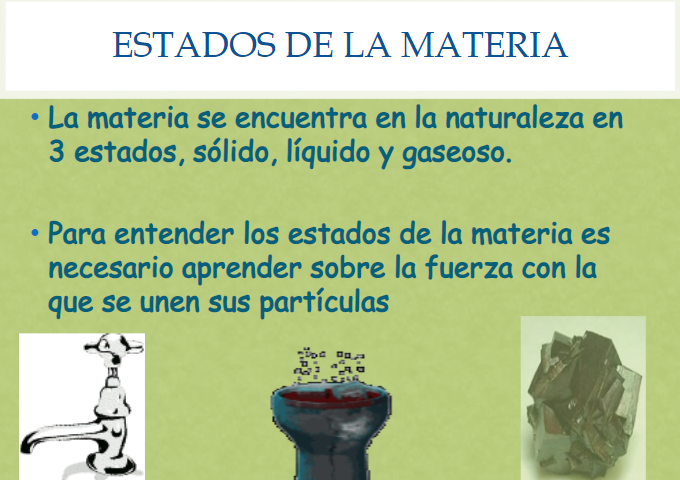 ESTADOS DE LA MATERIA
• La materia se encuentra en la naturaleza en
3 estados, sólido, líquido y gaseoso.
• Para entender los estados de la materia es
necesario aprender sobre la fuerza con la
que se unen sus partículas